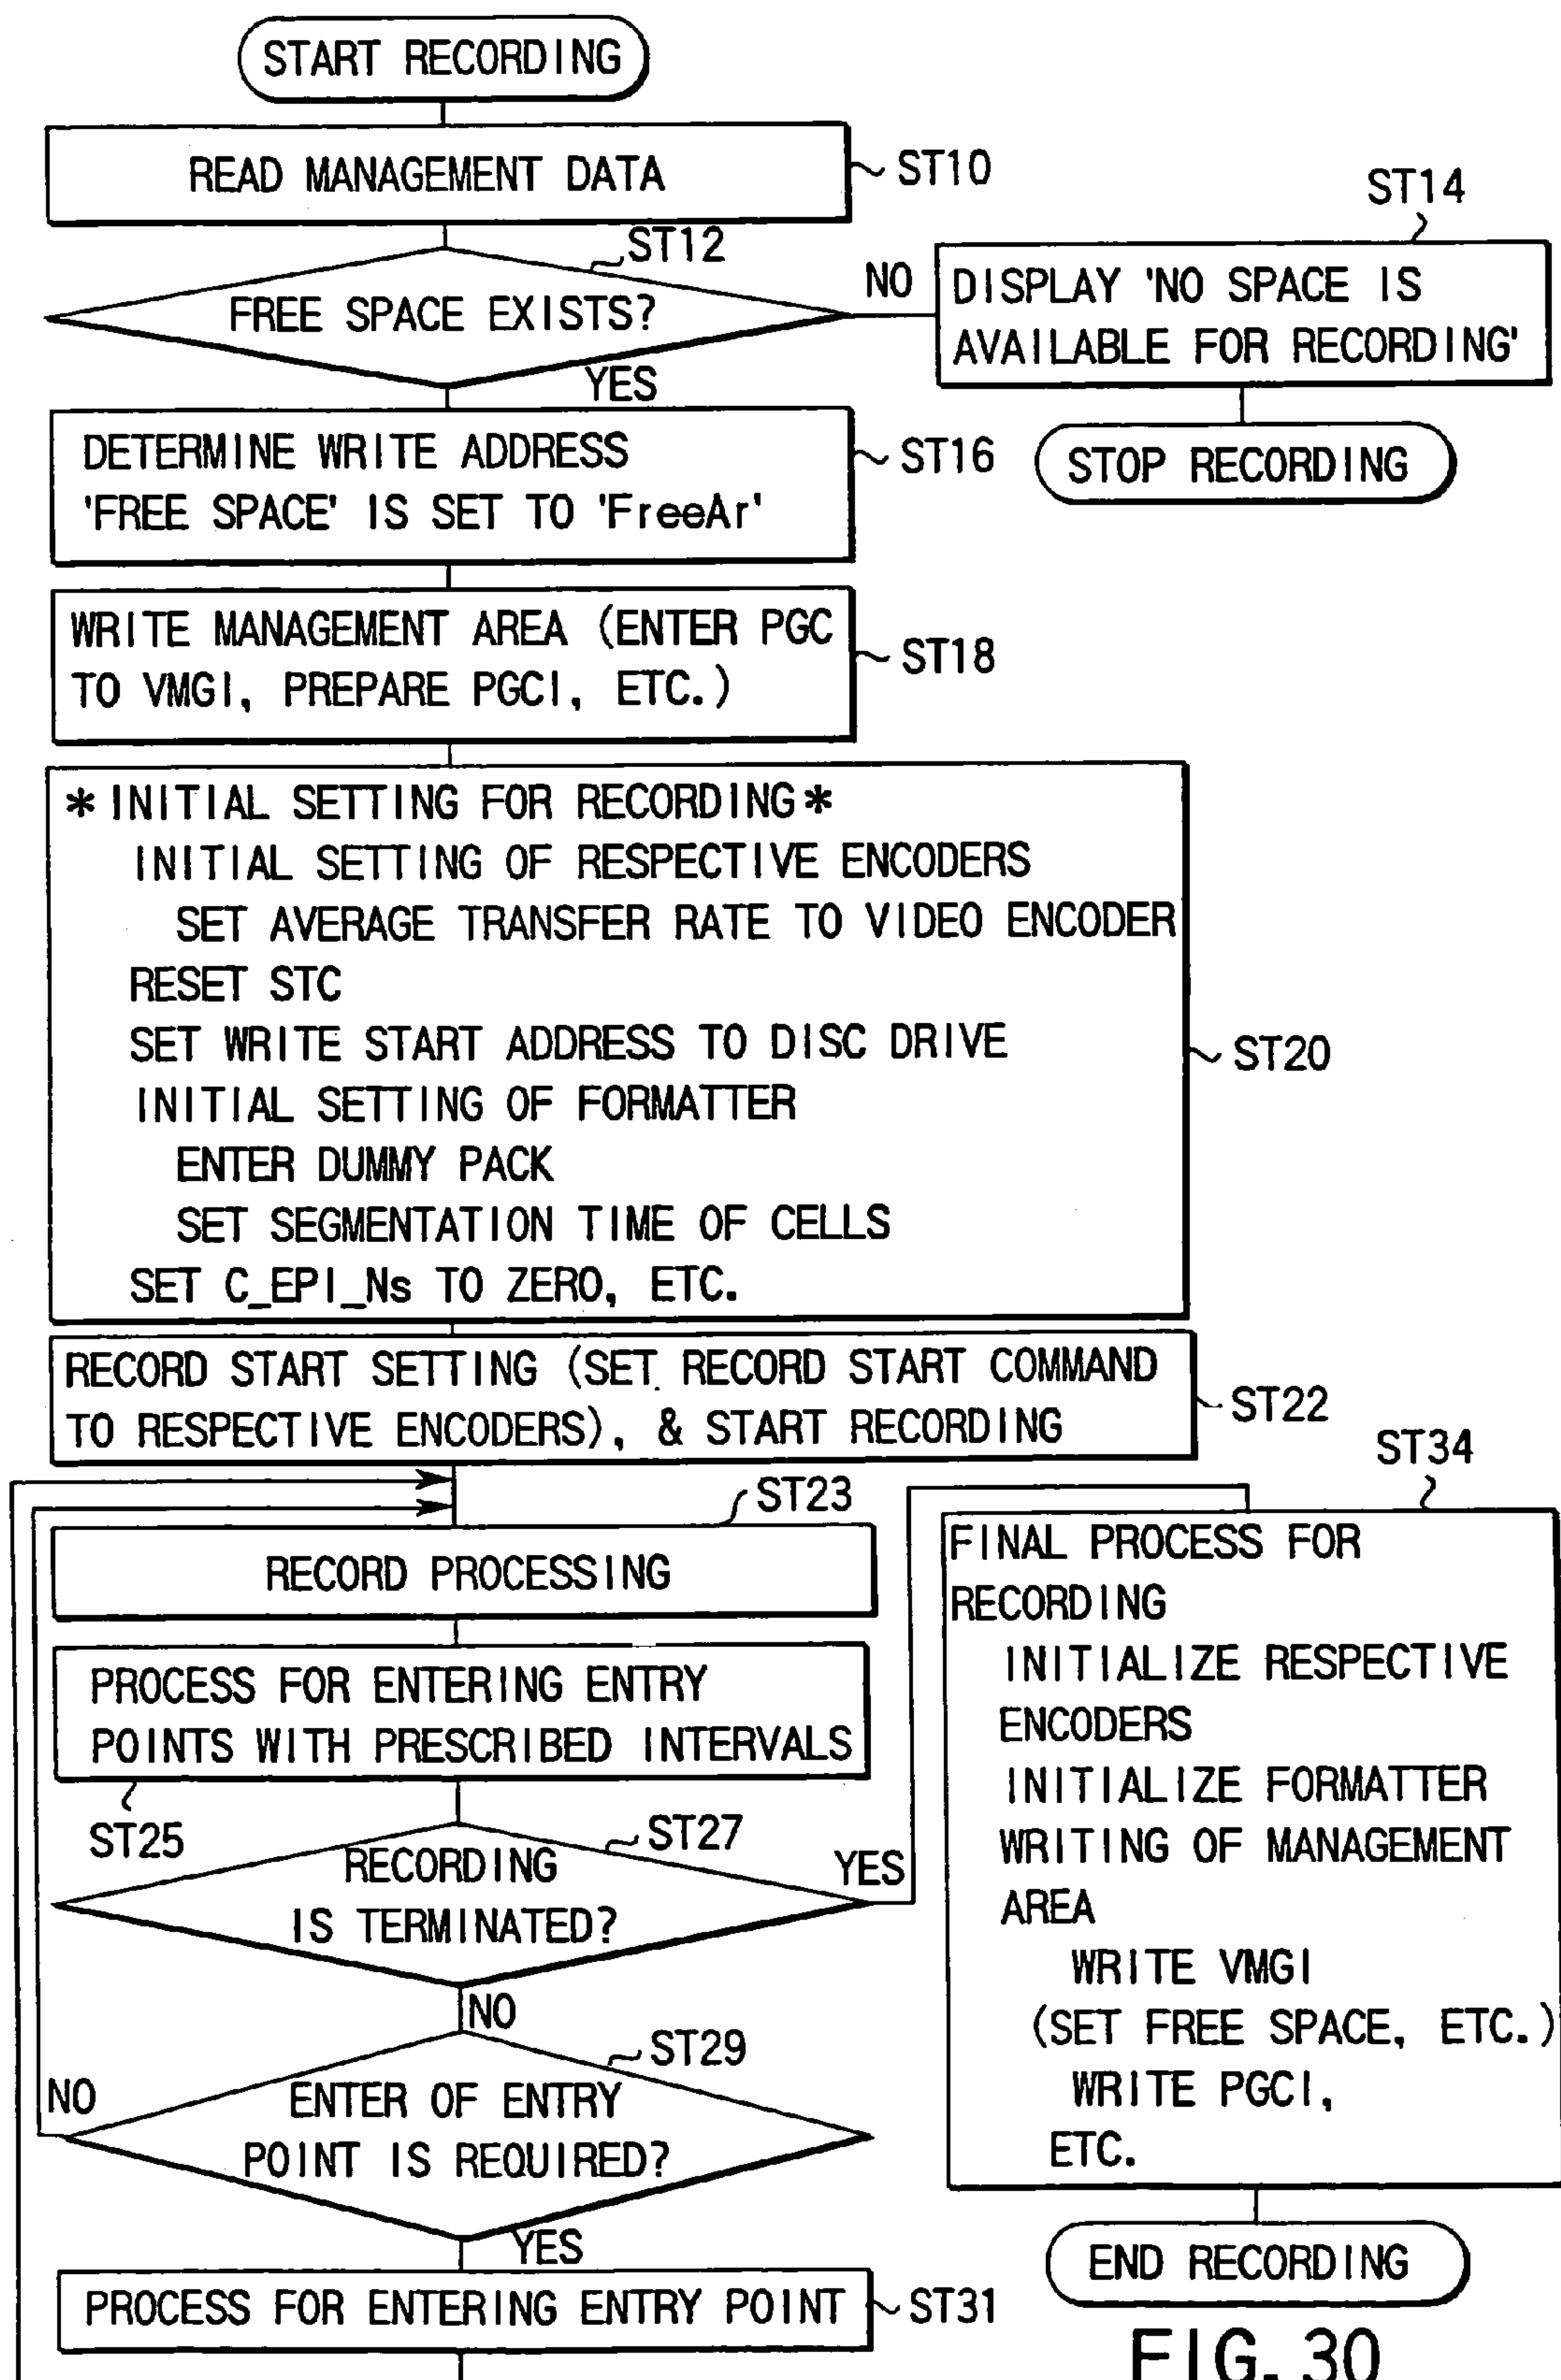 START RECORDING
READ MANAGEMENT DATA
ST10
ST12
FREE SPACE EXISTS?
NO
YES
ST14
DISPLAY 'NO SPACE IS
AVAILABLE FOR RECORDING'
STOP RECORDING
DETERMINE WRITE ADDRESS
'FREE SPACE' IS SET TO 'FreeAr'
ST16
WRITE MANAGEMENT AREA (ENTER PGC
TO VMGI, PREPARE PGCI, ETC.)
ST18
*INITIAL SETTING FOR RECORDING*
INITIAL SETTING OF RESPECTIVE ENCODERS
SET AVERAGE TRANSFER RATE TO VIDEO ENCODER
RESET STC
SET WRITE START ADDRESS TO DISC DRIVE
INITIAL SETTING OF FORMATTER
ENTER DUMMY PACK
SET SEGMENTATION TIME OF CELLS
SET C_EPI_Ns TO ZERO, ETC.
ST20
RECORD START SETTING (SET RECORD START COMMAND
TO RESPECTIVE ENCODERS), & START RECORDING
ST22
ST23
RECORD PROCESSING
PROCESS FOR ENTERING ENTRY
POINTS WITH PRESCRIBED INTERVALS
ST25
ST27
RECORDING
IS TERMINATED?
YES
NO
ST29
ENTER OF ENTRY
POINT IS REQUIRED?
NO
YES
PROCESS FOR ENTERING ENTRY POINT
ST31
ST34
FINAL PROCESS FOR
RECORDING
INITIALIZE RESPECTIVE
ENCODERS
INITIALIZE FORMATTER
WRITING OF MANAGEMENT
AREA
WRITE VMGI
(SET FREE SPACE, ETC.)
WRITE PGCI,
ETC.
END RECORDING
FIG. 30